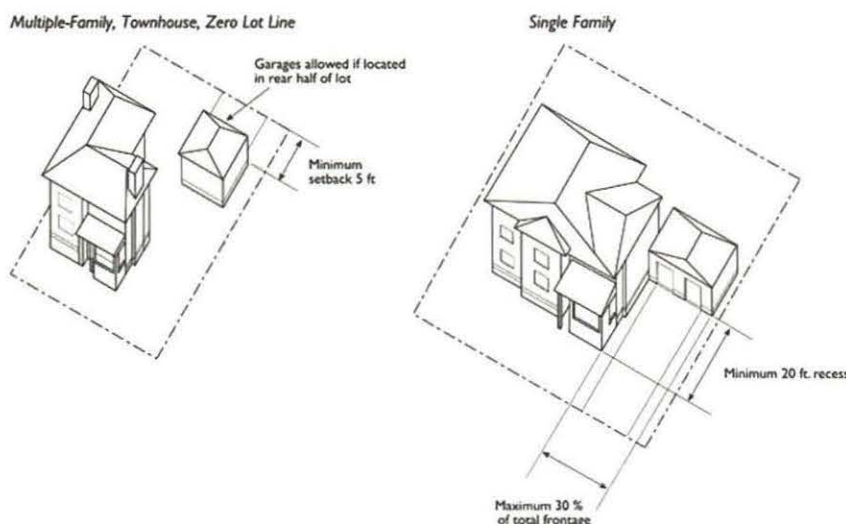 Multiple-Family, Townhouse, Zero Lot Line
Garages allowed if located
in rear half of lot
Minimum
setback 5 ft
Single Family
Minimum 20 ft. recess
Maximum 30 %
of total frontage